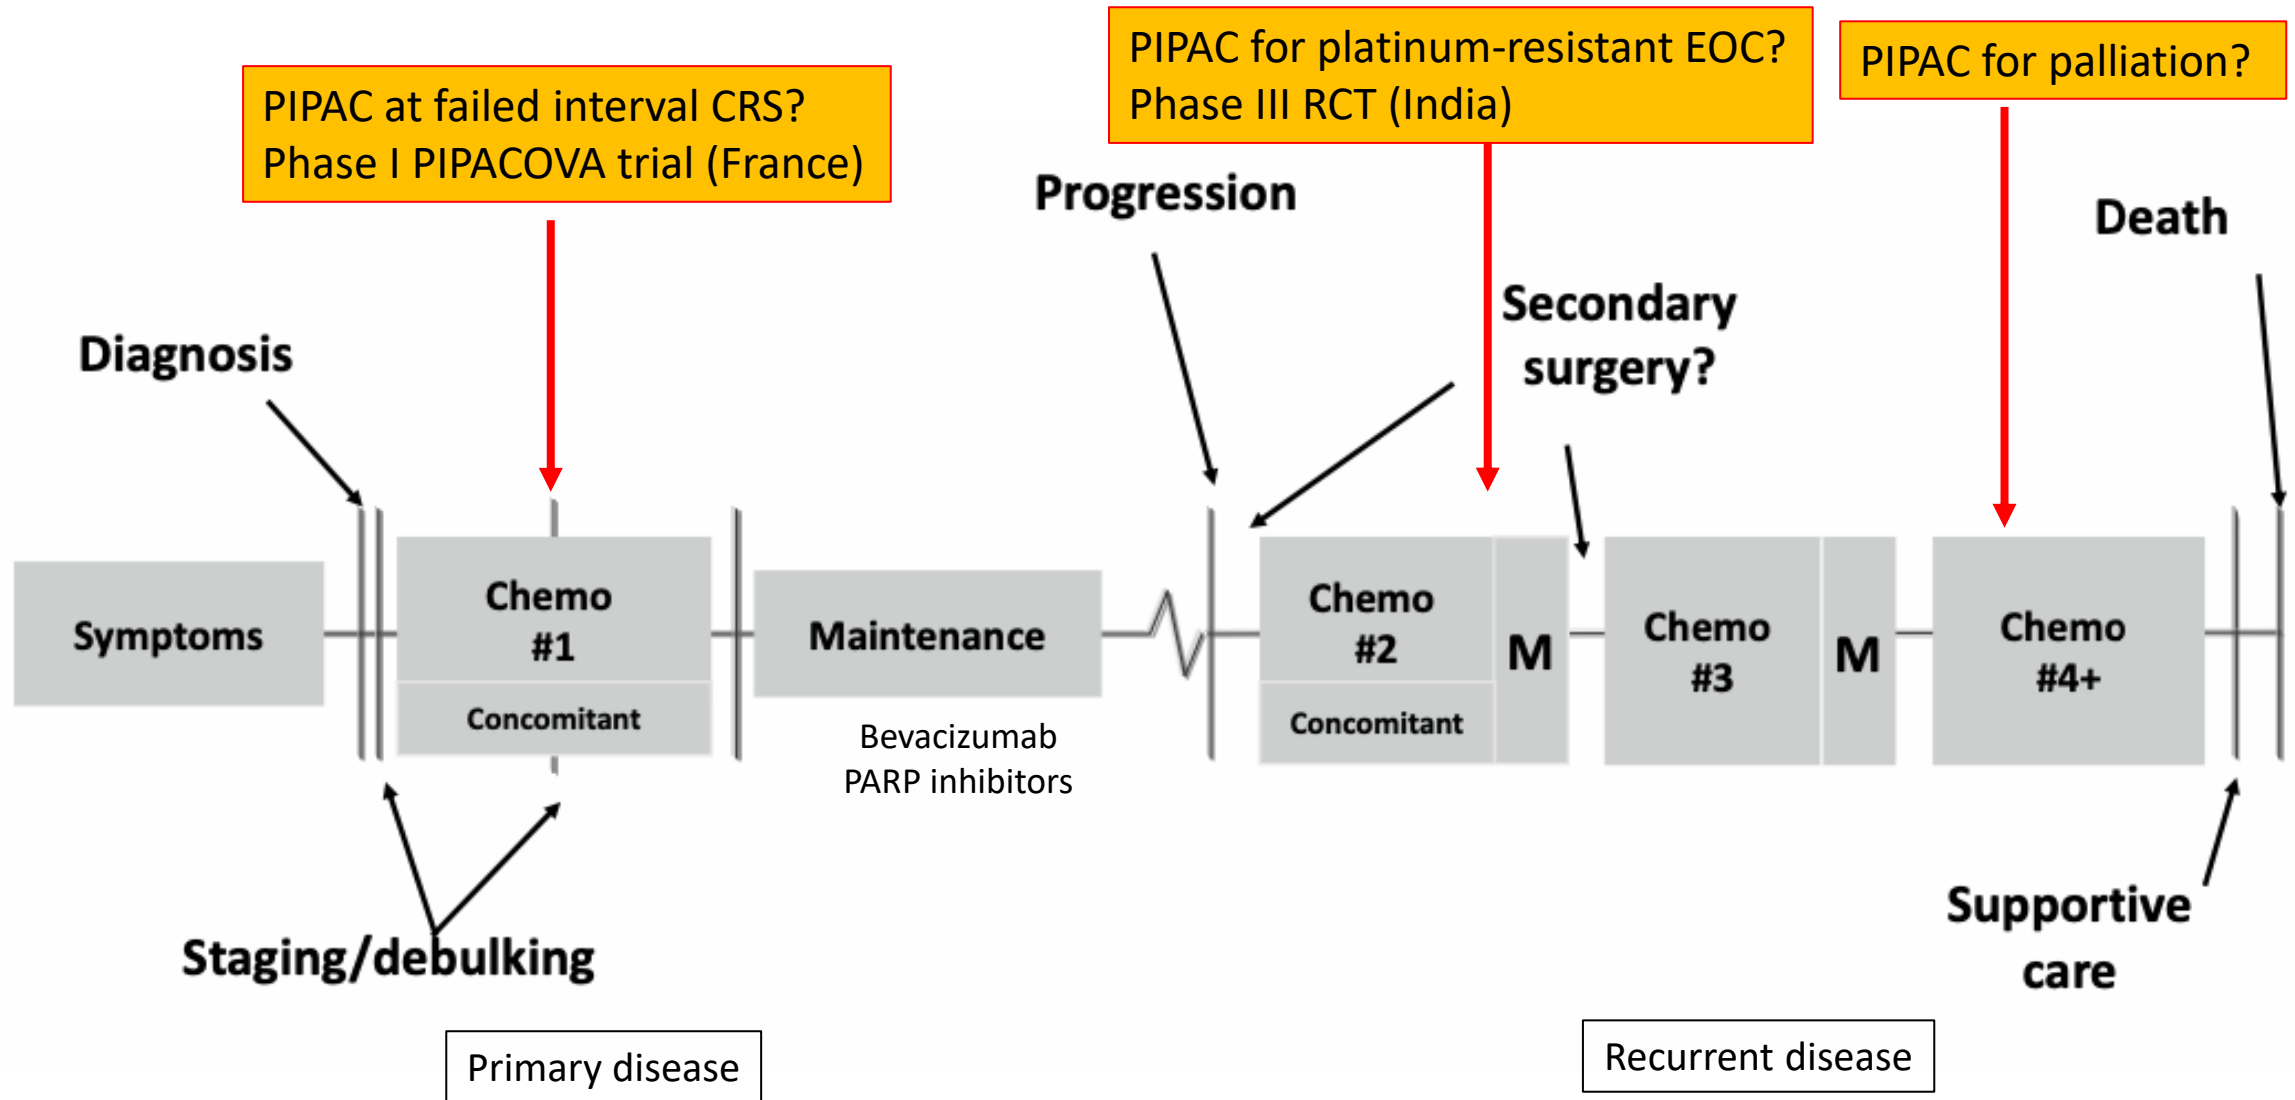 PIPAC at failed interval CRS?
Phase I PIPACOVA trial (France)
PIPAC for platinum-resistant EOC?
Phase III RCT (India)
PIPAC for palliation?
Progression
Death
Secondary
surgery?
Diagnosis
Symptoms
Chemo
#1
Concomitant
Maintenance
Bevacizumab
PARP inhibitors
Chemo
#2
Concomitant
M
Chemo
#3
M
Chemo
#4+
Staging/debulking
Supportive
care
Primary disease
Recurrent disease